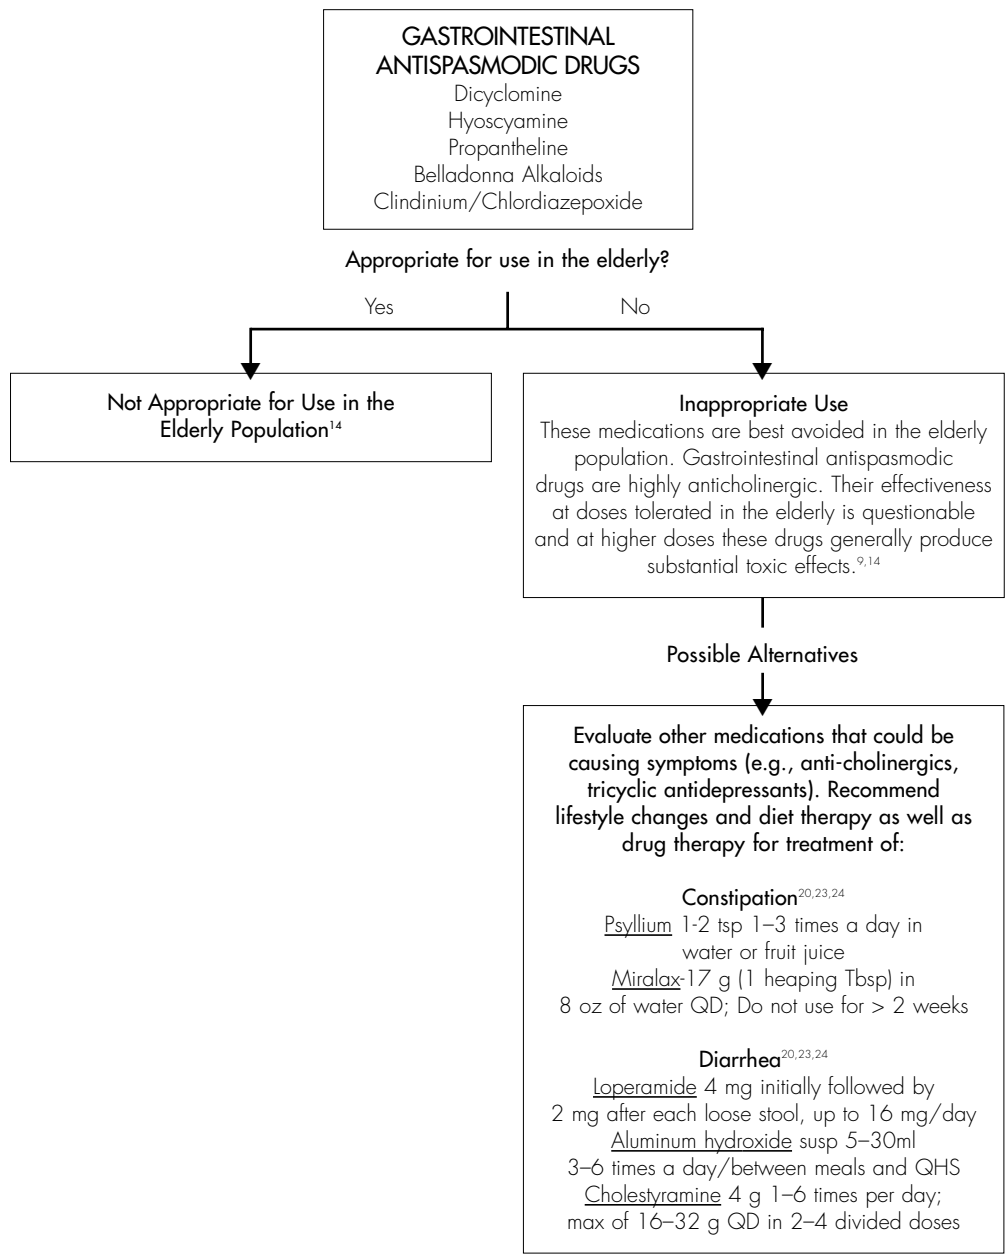 GASTROINTESTINAL
ANTISPASMODIC DRUGS
Dicyclomine
Hyoscyamine
Propantheline
Belladonna Alkaloids
Clindinium/Chlordiazepoxide
Appropriate for use in the elderly?
Yes
No
Not Appropriate for Use in the
Elderly Population14
Inappropriate Use
These medications are best avoided in the elderly
population. Gastrointestinal antispasmodic
drugs are highly anticholinergic. Their effectiveness
at doses tolerated in the elderly is questionable
and at higher doses these drugs generally produce
substantial toxic effects.9,14
Possible Alternatives
Evaluate other medications that could be
causing symptoms (e.g., anti-cholinergics,
tricyclic antidepressants). Recommend
lifestyle changes and diet therapy as well as
drug therapy for treatment of:
Constipation20,23,24
Psyllium 1-2 tsp 1–3 times a day in
water or fruit juice
Miralax-17 g (1 heaping Tbsp) in
8 oz of water QD; Do not use for > 2 weeks
Diarrhea20,23,24
Loperamide 4 mg initially followed by
2 mg after each loose stool, up to 16 mg/day
Aluminum hydroxide susp 5–30ml
3–6 times a day/between meals and QHS
Cholestyramine 4 g 1–6 times per day;
max of 16–32 g QD in 2–4 divided doses